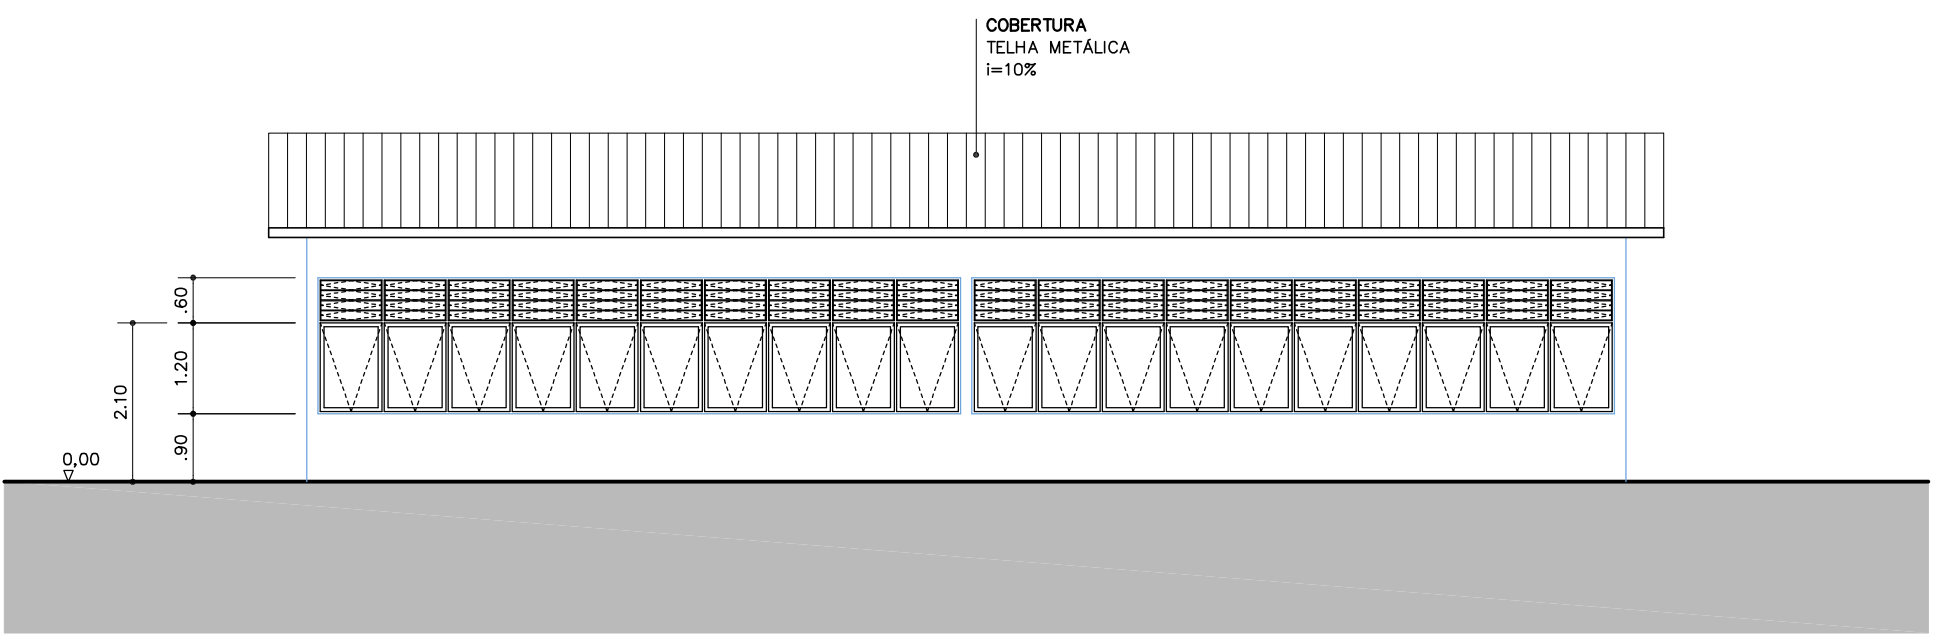 COBERTURA
TELHA METÁLICA
i=10%
.60
1.20
2.10
.90
0,00